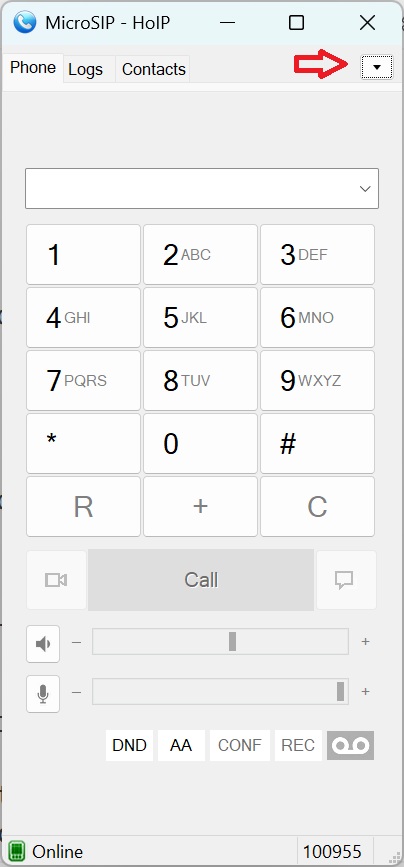 MicroSIP - HoIP
Phone Logs Contacts
1 2 ABC 3 DEF
4 GHI 5 JKL 6 MNO
7 PQRS 8 TUV 9 WXYZ
* 0 #
R + C
Call
– +
– +
DND AA CONF REC
Online 100955